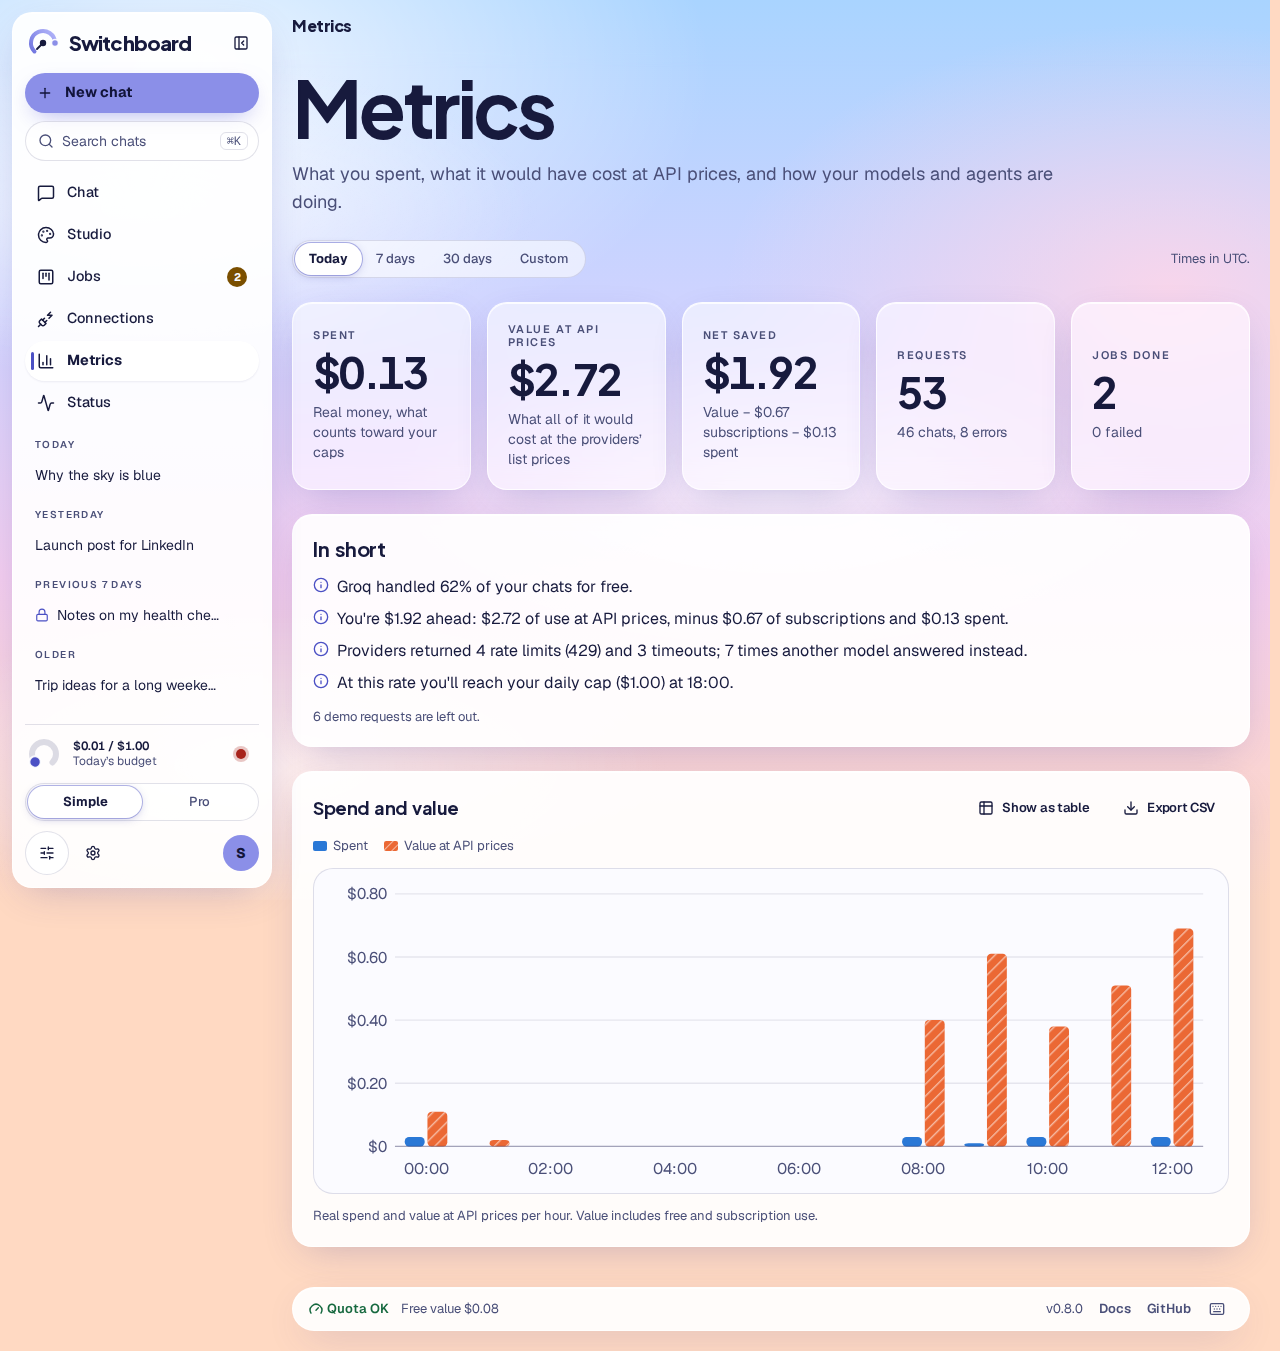 Switchboard
New chat
Search chats ⌘K
Chat
Studio
Jobs 2
Connections
Metrics
Status
TODAY
Why the sky is blue
YESTERDAY
Launch post for LinkedIn
PREVIOUS 7 DAYS
Notes on my health che…
OLDER
Trip ideas for a long weeke…
$0.01 / $1.00
Today's budget
Simple Pro
S
Metrics
Metrics
What you spent, what it would have cost at API prices, and how your models and agents are
doing.
Today 7 days 30 days Custom
Times in UTC.
SPENT
$0.13
Real money, what
counts toward your
caps
VALUE AT API
PRICES
$2.72
What all of it would
cost at the providers'
list prices
NET SAVED
$1.92
Value − $0.67
subscriptions − $0.13
spent
REQUESTS
53
46 chats, 8 errors
JOBS DONE
2
0 failed
In short
Groq handled 62% of your chats for free.
You're $1.92 ahead: $2.72 of use at API prices, minus $0.67 of subscriptions and $0.13 spent.
Providers returned 4 rate limits (429) and 3 timeouts; 7 times another model answered instead.
At this rate you'll reach your daily cap ($1.00) at 18:00.
6 demo requests are left out.
Spend and value
Show as table Export CSV
Spent Value at API prices
$0.80
$0.60
$0.40
$0.20
$0
00:00 02:00 04:00 06:00 08:00 10:00 12:00
Real spend and value at API prices per hour. Value includes free and subscription use.
Quota OK Free value $0.08
v0.8.0 Docs GitHub